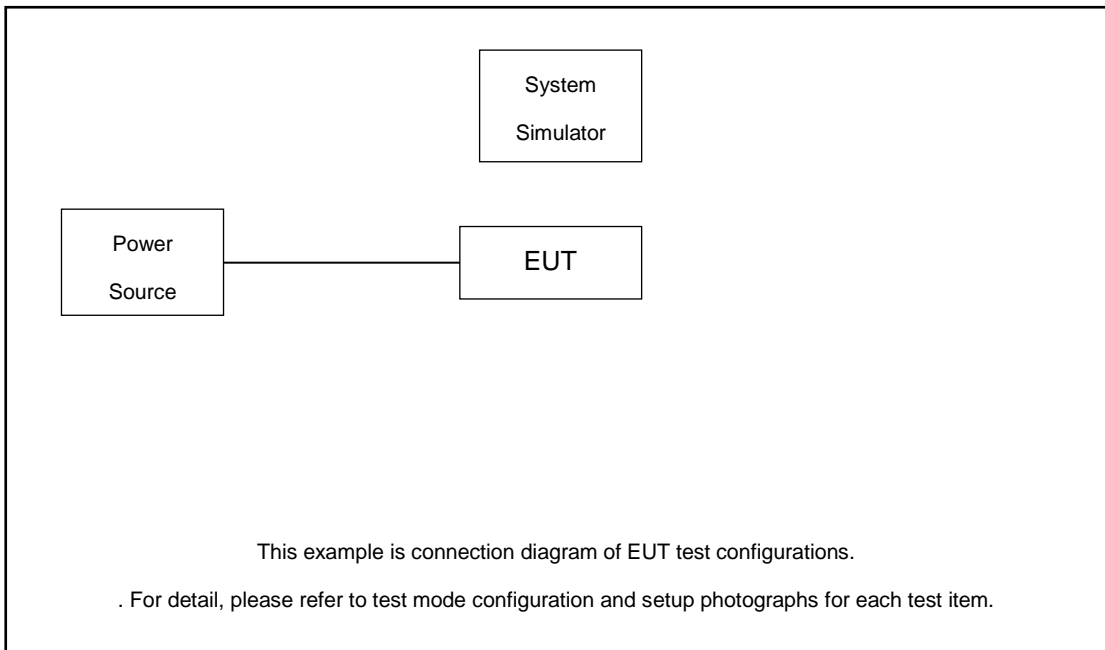 System
Simulator
Power
Source
EUT
This example is connection diagram of EUT test configurations.
. For detail, please refer to test mode configuration and setup photographs for each test item.